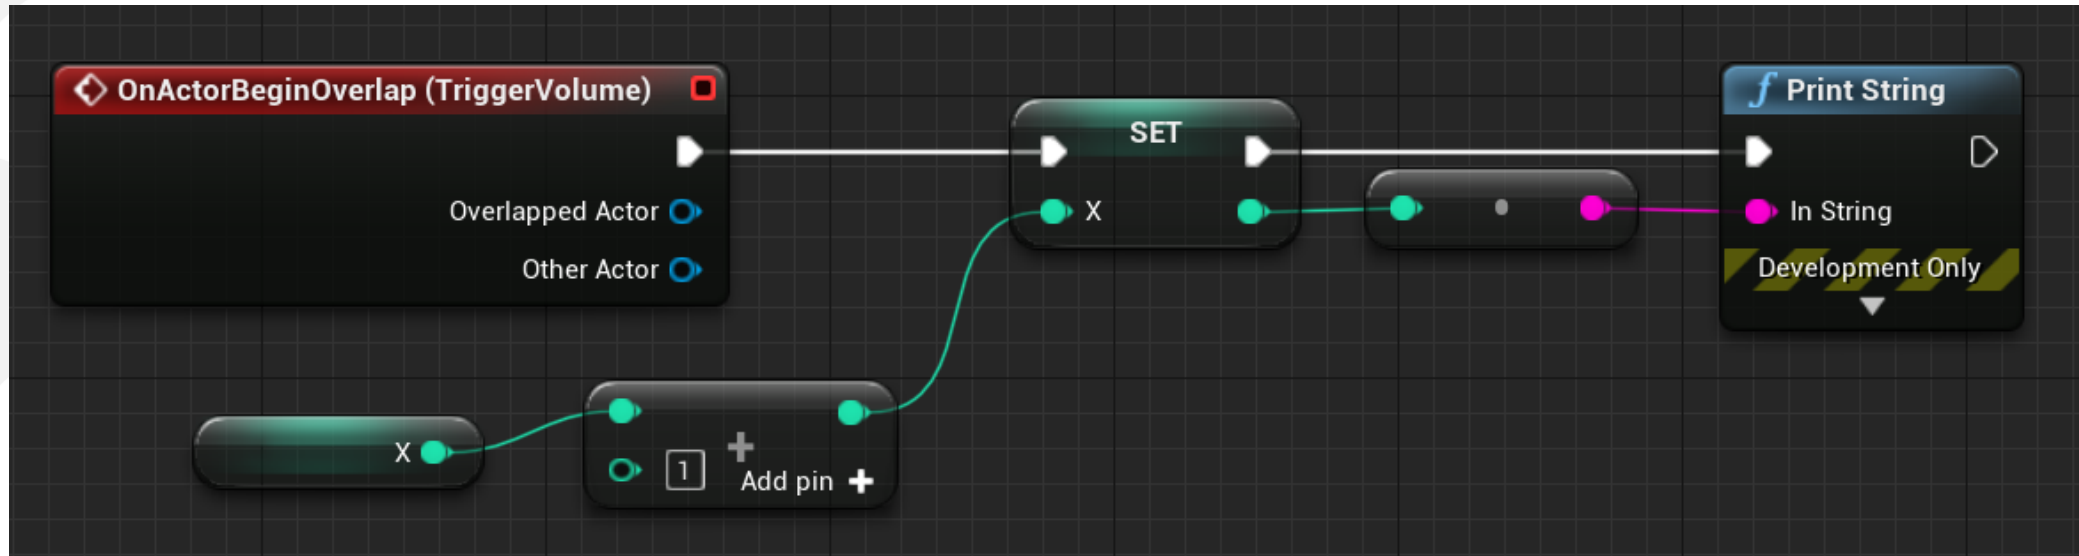 OnActorBeginOverlap (TriggerVolume)
Overlapped Actor
Other Actor
SET
X
f Print String
In String
Development Only
X
1
Add pin